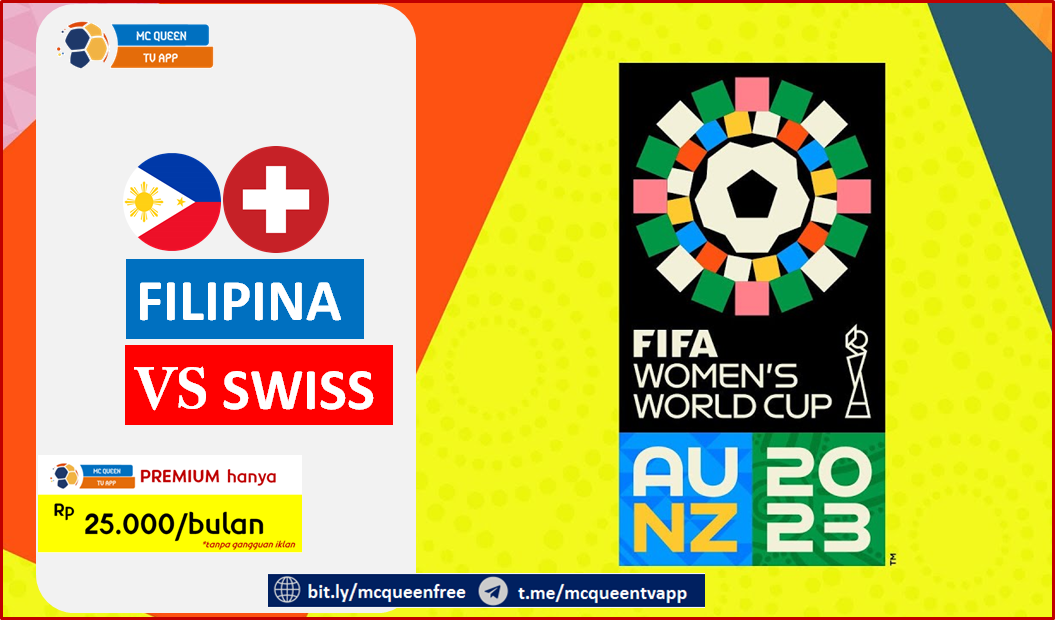 MC QUEEN
TV APP
FILIPINA
VS SWISS
MC QUEEN
TV APP
PREMIUM hanya
Rp 25.000/bulan
*tanpa gangguan iklan
FIFA
WOMEN'S
WORLD CUP
AU 20
NZ 23
TM
bit.ly/mcqueenfree t.me/mcqueentvapp